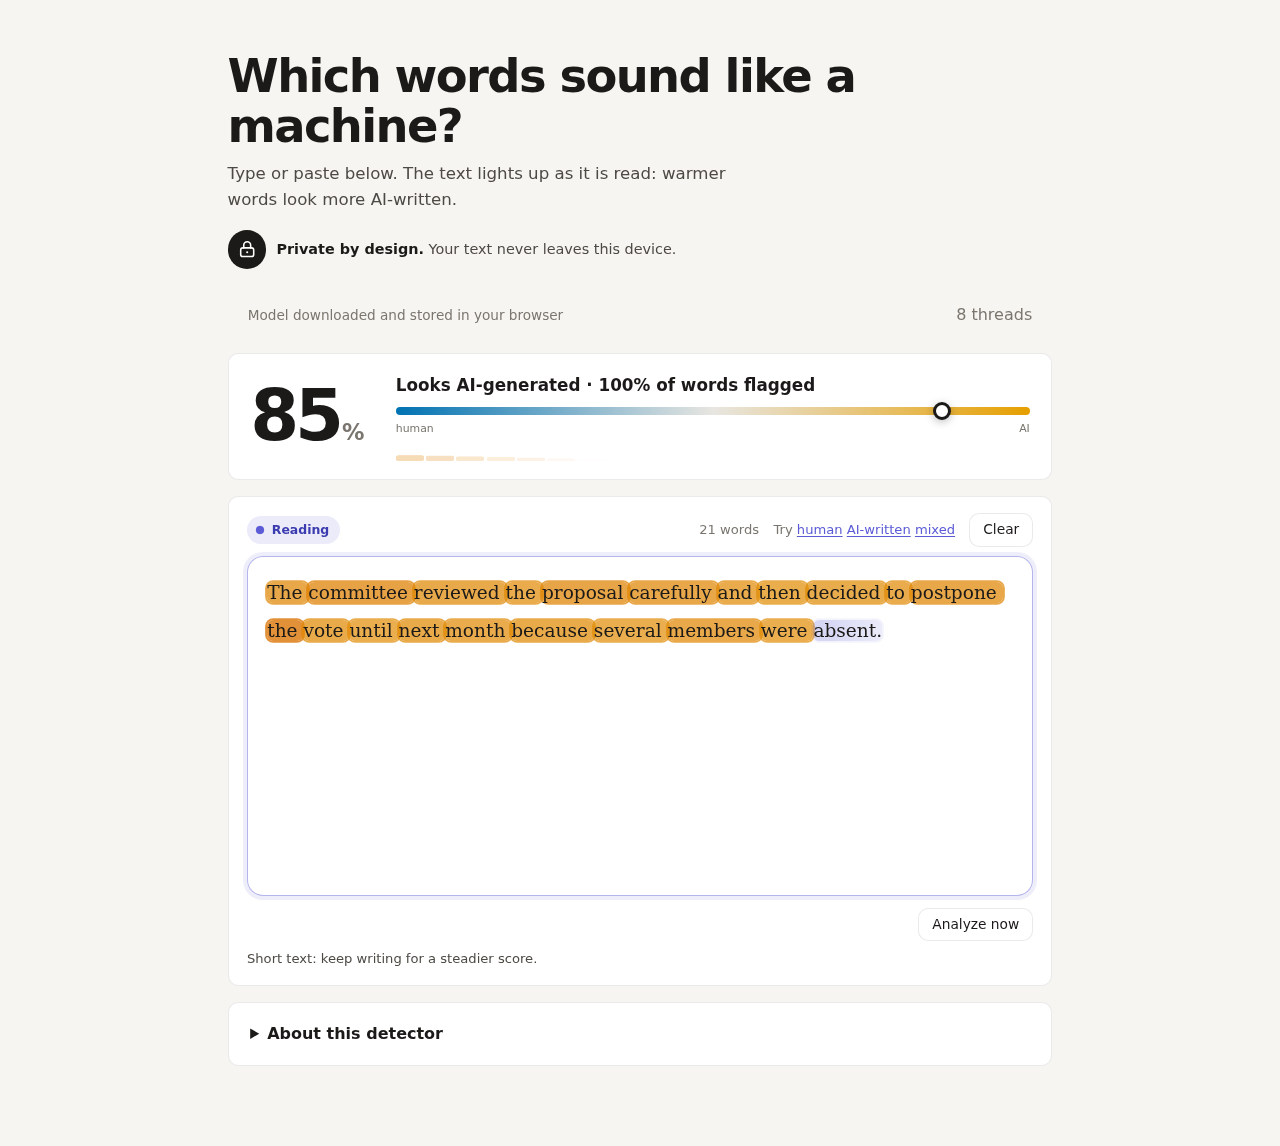 Which words sound like a
machine?
Type or paste below. The text lights up as it is read: warmer
words look more AI-written.
Private by design. Your text never leaves this device.
Model downloaded and stored in your browser
8 threads
85%
Looks AI-generated · 100% of words flagged
human
AI
Reading
21 words
Try human AI-written mixed
Clear
The committee reviewed the proposal carefully and then decided to postpone
the vote until next month because several members were absent.
Analyze now
Short text: keep writing for a steadier score.
About this detector